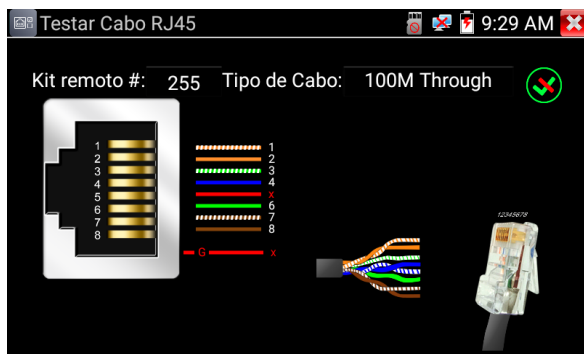 Testar Cabo RJ45 9:29 AM
Kit remoto #: 255 Tipo de Cabo: 100M Through
1 1
2 2
3 3
4 4
5 x
6 6
7 7
8 8
G x
12345678